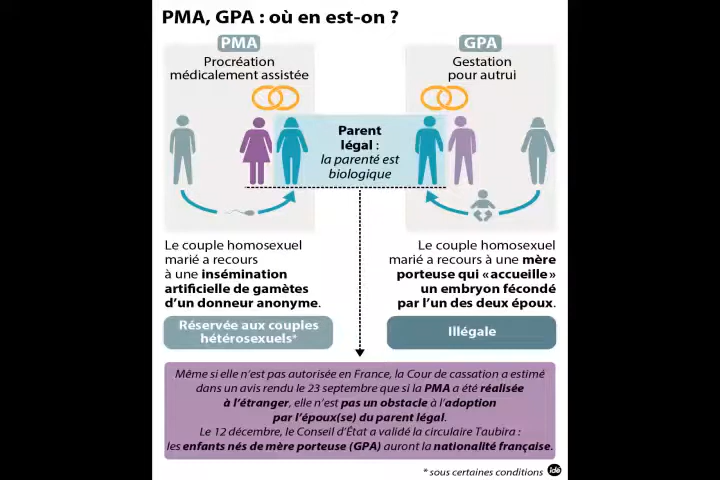 PMA, GPA : où en est-on ?
PMA
Procréation
médicalement assistée
GPA
Gestation
pour autrui
Parent
légal :
la parenté est
biologique
Le couple homosexuel
marié a recours
à une insémination
artificielle de gamètes
d'un donneur anonyme.
Réservée aux couples
hétérosexuels*
Le couple homosexuel
marié a recours à une mère
porteuse qui « accueille »
un embryon fécondé
par l'un des deux époux.
Illégale
Même si elle n'est pas autorisée en France, la Cour de cassation a estimé
dans un avis rendu le 23 septembre que si la PMA a été réalisée
à l'étranger, elle n'est pas un obstacle à l'adoption
par l'époux(se) du parent légal.
Le 12 décembre, le Conseil d'État a validé la circulaire Taubira :
les enfants nés de mère porteuse (GPA) auront la nationalité française.
* sous certaines conditions
idé